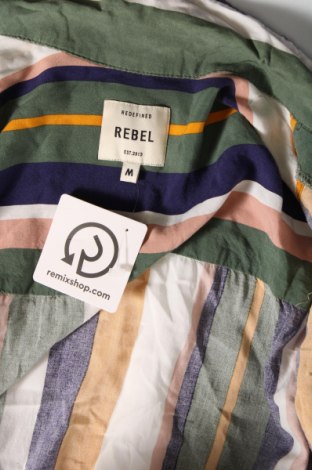 REDEFINED
REBEL
EST.2013
M
remixshop.com